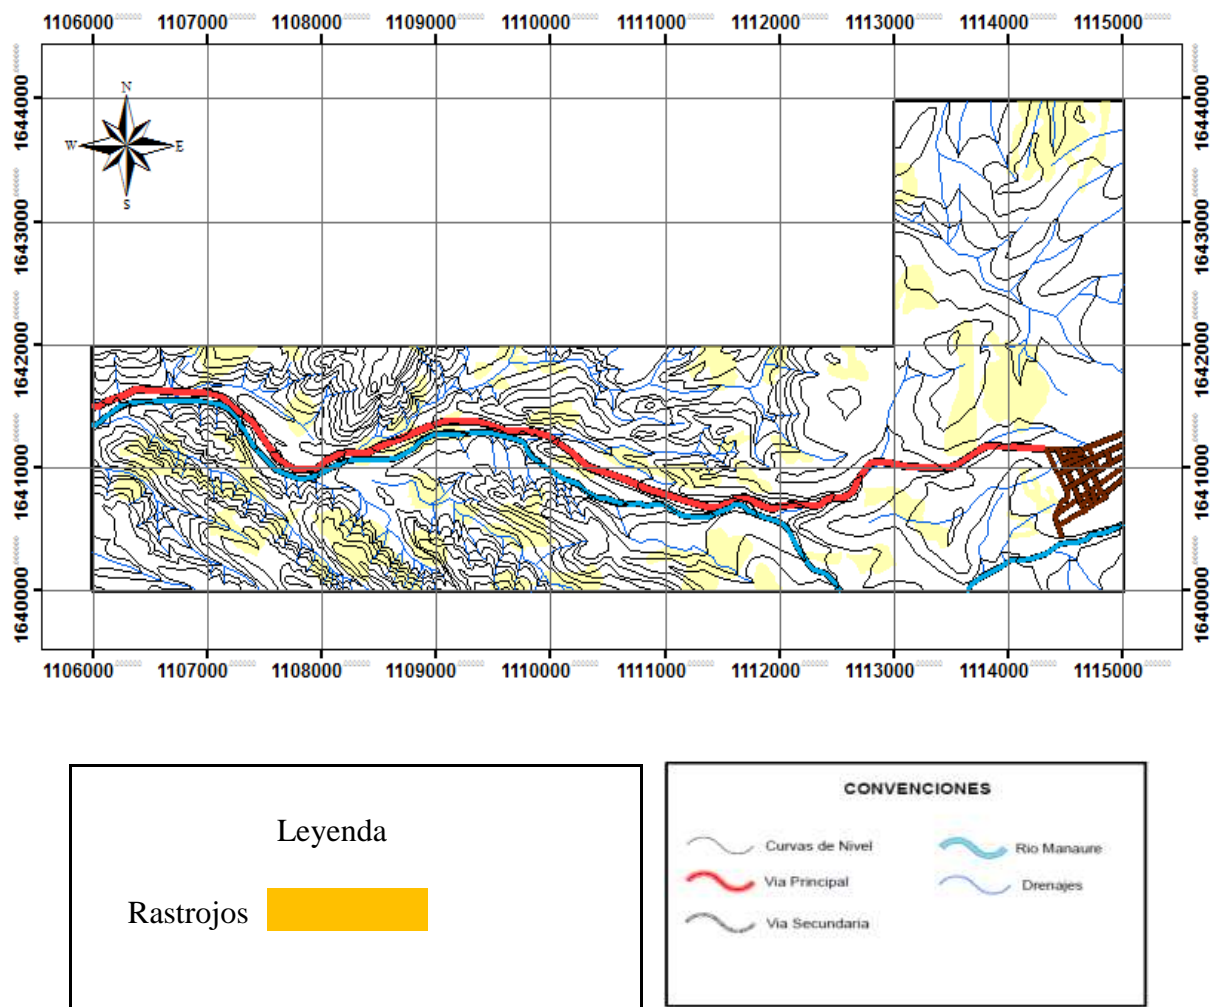 1106000 1107000 1108000 1109000 1110000 1111000 1112000 1113000 1114000 1115000
1644000
1643000
1642000
1641000
1640000
N
W E
S
1644000
1643000
1642000
1641000
1640000
1106000 1107000 1108000 1109000 1110000 1111000 1112000 1113000 1114000 1115000
Leyenda
Rastrojos
CONVENCIONES
Curvas de Nivel
Via Principal
Via Secundaria
Rio Manaure
Drenajes